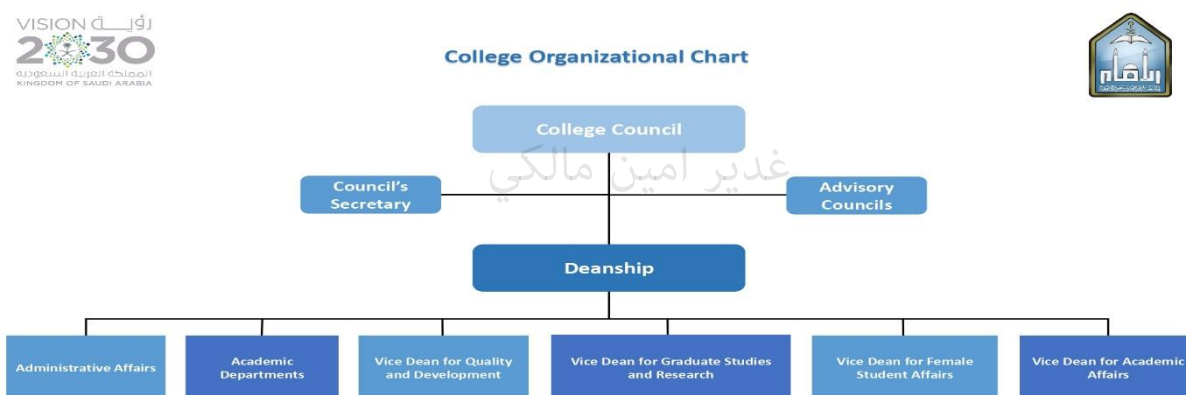 VISION رؤيــة
2030
المملكة العربية السعودية
KINGDOM OF SAUDI ARABIA
College Organizational Chart
الإمام
College Council
غدير امين مالكي
Council's
Secretary
Advisory
Councils
Deanship
Administrative Affairs
Academic
Departments
Vice Dean for Quality
and Development
Vice Dean for Graduate Studies
and Research
Vice Dean for Female
Student Affairs
Vice Dean for Academic
Affairs